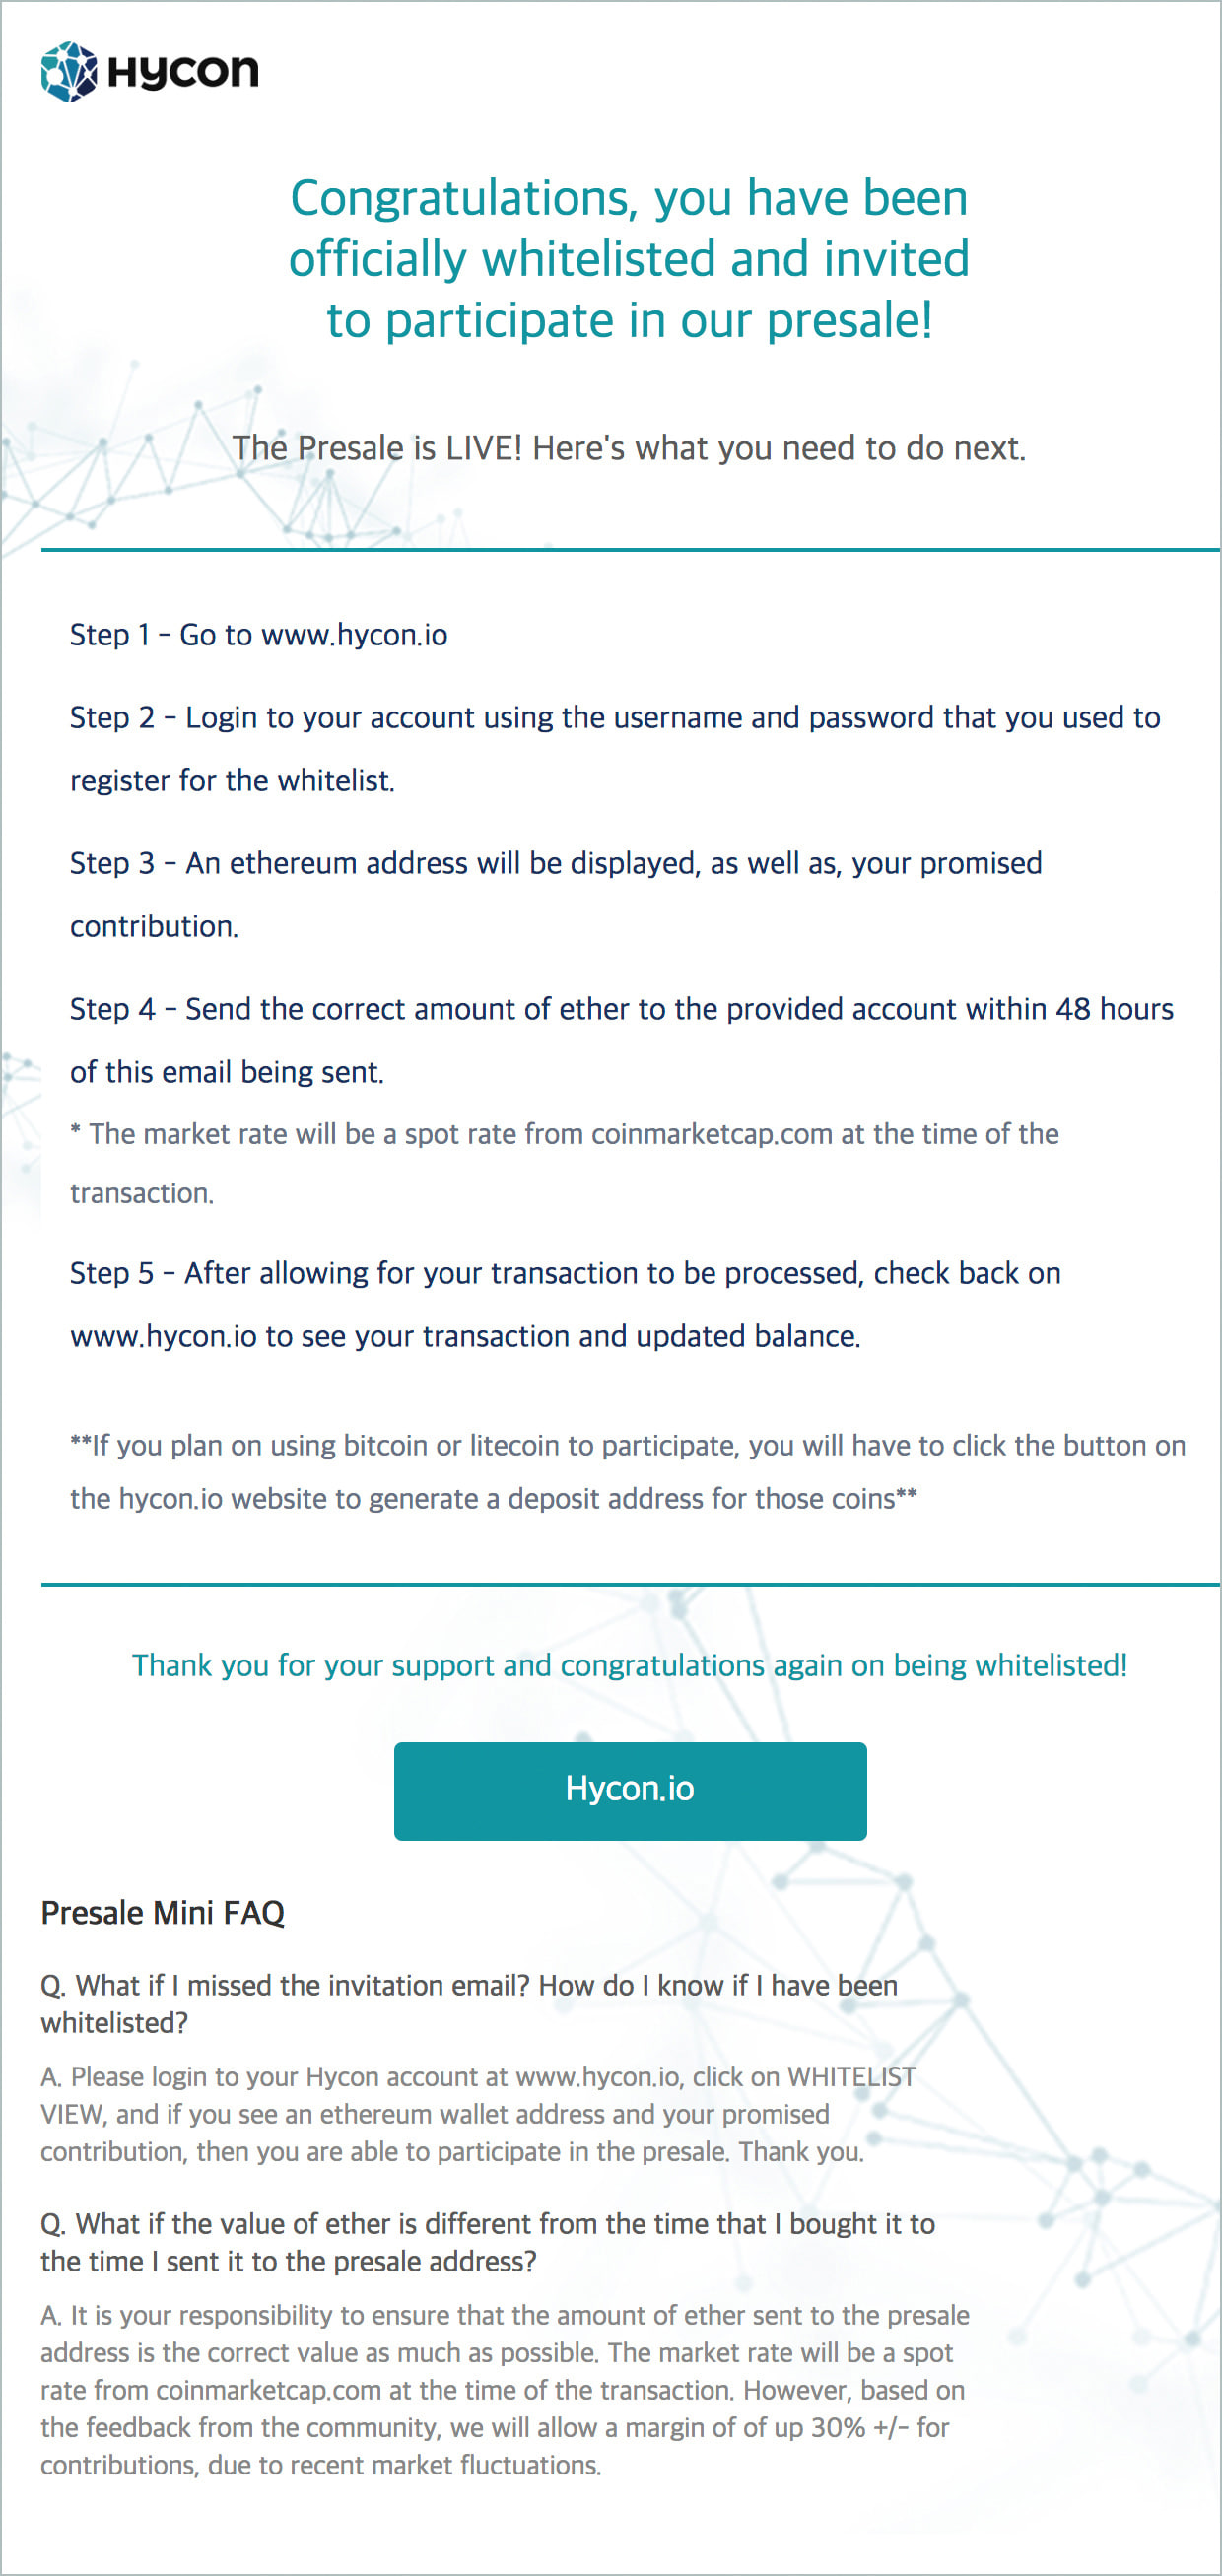 Hycon
Congratulations, you have been
officially whitelisted and invited
to participate in our presale!
The Presale is LIVE! Here's what you need to do next.
Step 1 - Go to www.hycon.io
Step 2 - Login to your account using the username and password that you used to
register for the whitelist.
Step 3 - An ethereum address will be displayed, as well as, your promised
contribution.
Step 4 - Send the correct amount of ether to the provided account within 48 hours
of this email being sent.
* The market rate will be a spot rate from coinmarketcap.com at the time of the
transaction.
Step 5 - After allowing for your transaction to be processed, check back on
www.hycon.io to see your transaction and updated balance.
**If you plan on using bitcoin or litecoin to participate, you will have to click the button on
the hycon.io website to generate a deposit address for those coins**
Thank you for your support and congratulations again on being whitelisted!
Hycon.io
Presale Mini FAQ
Q. What if I missed the invitation email? How do I know if I have been
whitelisted?
A. Please login to your Hycon account at www.hycon.io, click on WHITELIST
VIEW, and if you see an ethereum wallet address and your promised
contribution, then you are able to participate in the presale. Thank you.
Q. What if the value of ether is different from the time that I bought it to
the time I sent it to the presale address?
A. It is your responsibility to ensure that the amount of ether sent to the presale
address is the correct value as much as possible. The market rate will be a spot
rate from coinmarketcap.com at the time of the transaction. However, based on
the feedback from the community, we will allow a margin of of up 30% +/- for
contributions, due to recent market fluctuations.